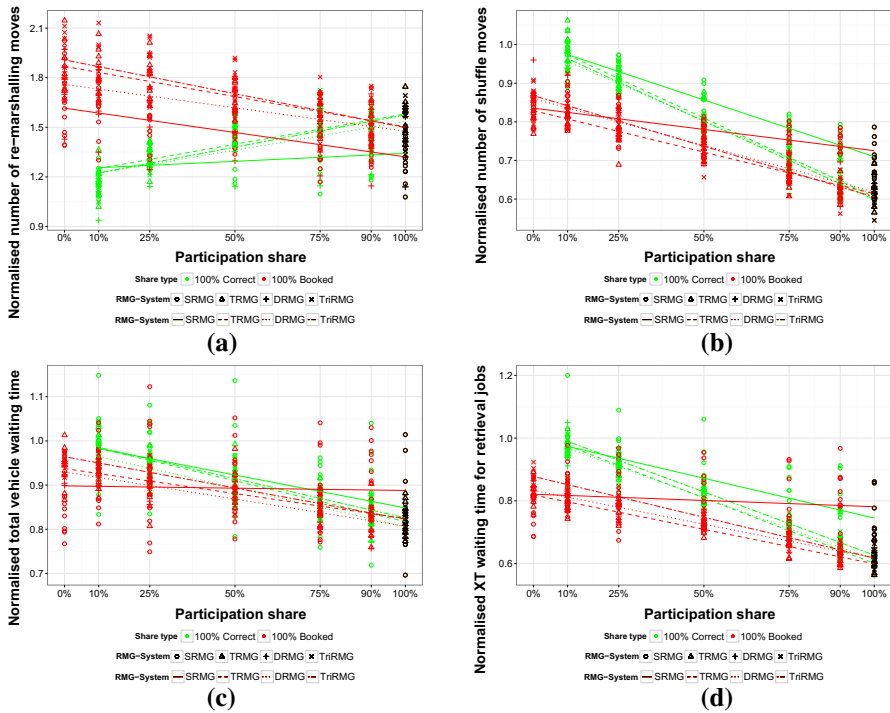 Normalised number of re-marshalling moves
2.1
1.8
1.5
1.2
0.9
0% 10% 25% 50% 75% 90% 100%
Participation share
Share type 100% Correct 100% Booked
RMG-System SRMG TRMG DRMG TriRMG
RMG-System SRMG TRMG DRMG TriRMG
(a)
Normalised number of shuffle moves
1.0
0.9
0.8
0.7
0.6
0% 10% 25% 50% 75% 90% 100%
Participation share
Share type 100% Correct 100% Booked
RMG-System SRMG TRMG DRMG TriRMG
RMG-System SRMG TRMG DRMG TriRMG
(b)
Normalised total vehicle waiting time
1.1
1.0
0.9
0.8
0.7
0% 10% 25% 50% 75% 90% 100%
Participation share
Share type 100% Correct 100% Booked
RMG-System SRMG TRMG DRMG TriRMG
RMG-System SRMG TRMG DRMG TriRMG
(c)
Normalised XT waiting time for retrieval jobs
1.2
1.0
0.8
0.6
0% 10% 25% 50% 75% 90% 100%
Participation share
Share type 100% Correct 100% Booked
RMG-System SRMG TRMG DRMG TriRMG
RMG-System SRMG TRMG DRMG TriRMG
(d)